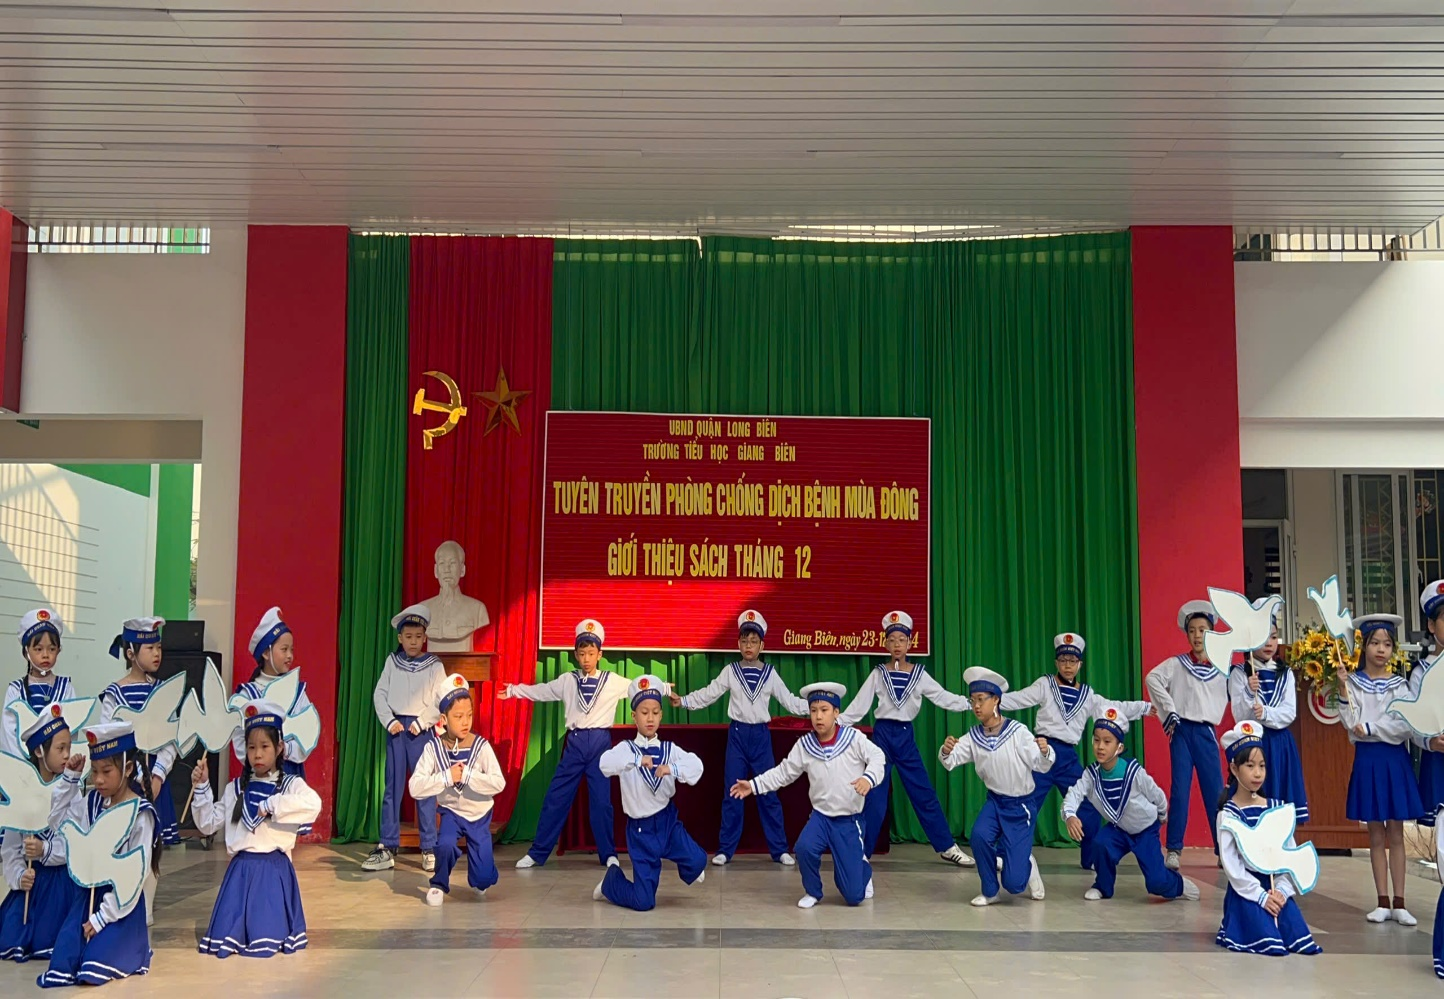 UBND QUẬN LONG BIÊN
TRƯỜNG TIỂU HỌC GIANG BIÊN
TUYÊN TRUYỀN PHÒNG CHỐNG DỊCH BỆNH MÙA ĐÔNG
GIỚI THIỆU SÁCH THÁNG 12
Giang Biên, ngày